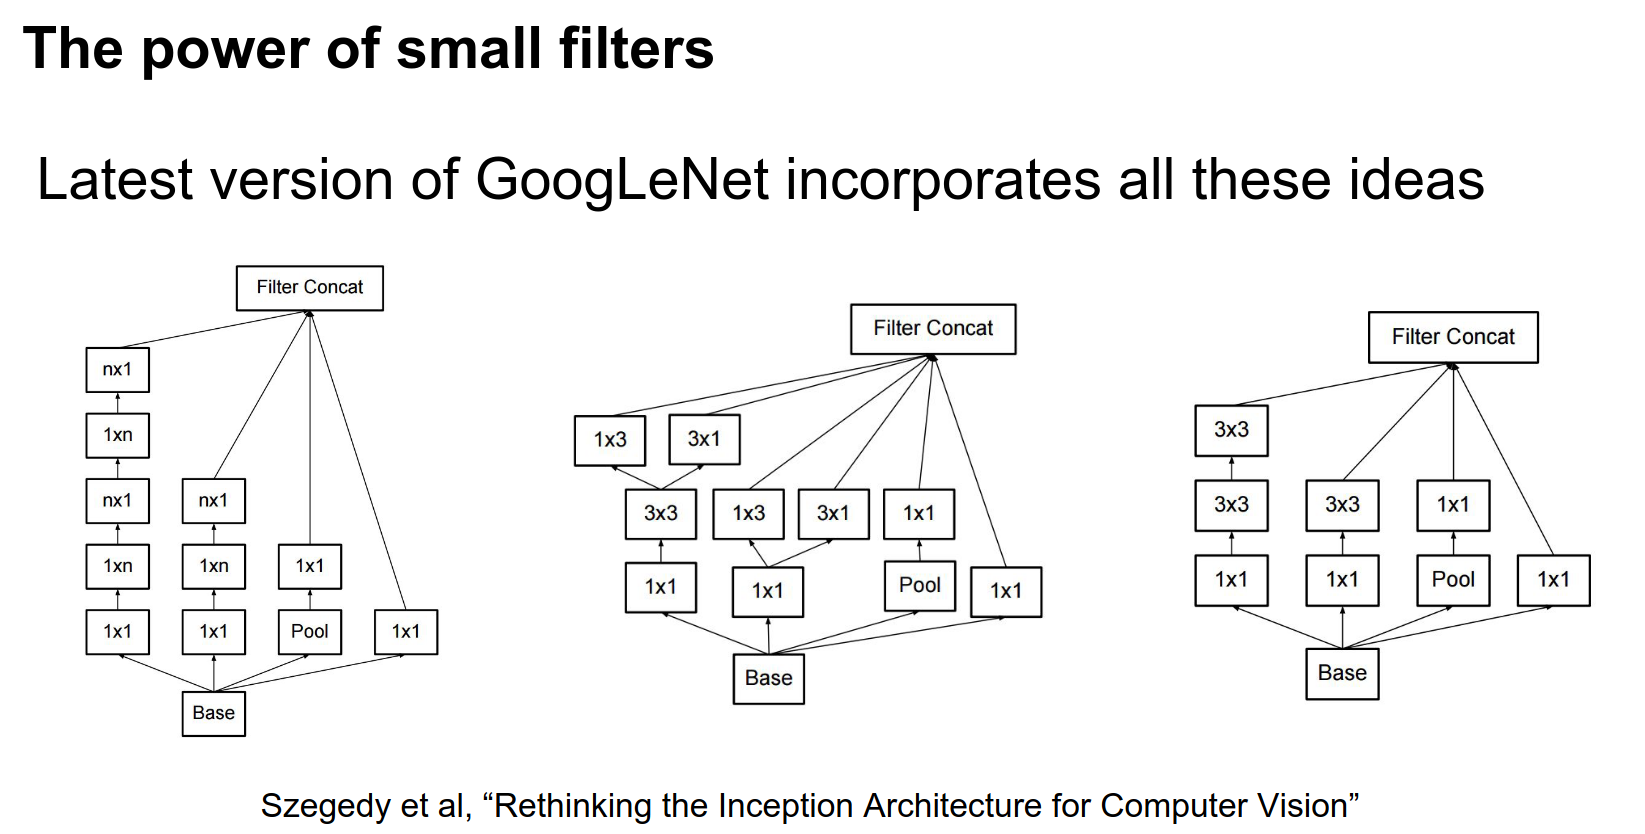 The power of small filters
Latest version of GoogLeNet incorporates all these ideas
Filter Concat
nx1
1xn
nx1
nx1
1xn
1xn
1x1
1x1
1x1
Pool
1x1
Base
Filter Concat
1x3
3x1
3x3
1x3
3x1
1x1
1x1
1x1
Pool
1x1
Base
Filter Concat
3x3
3x3
3x3
1x1
1x1
1x1
Pool
1x1
Base
Szegedy et al, “Rethinking the Inception Architecture for Computer Vision”